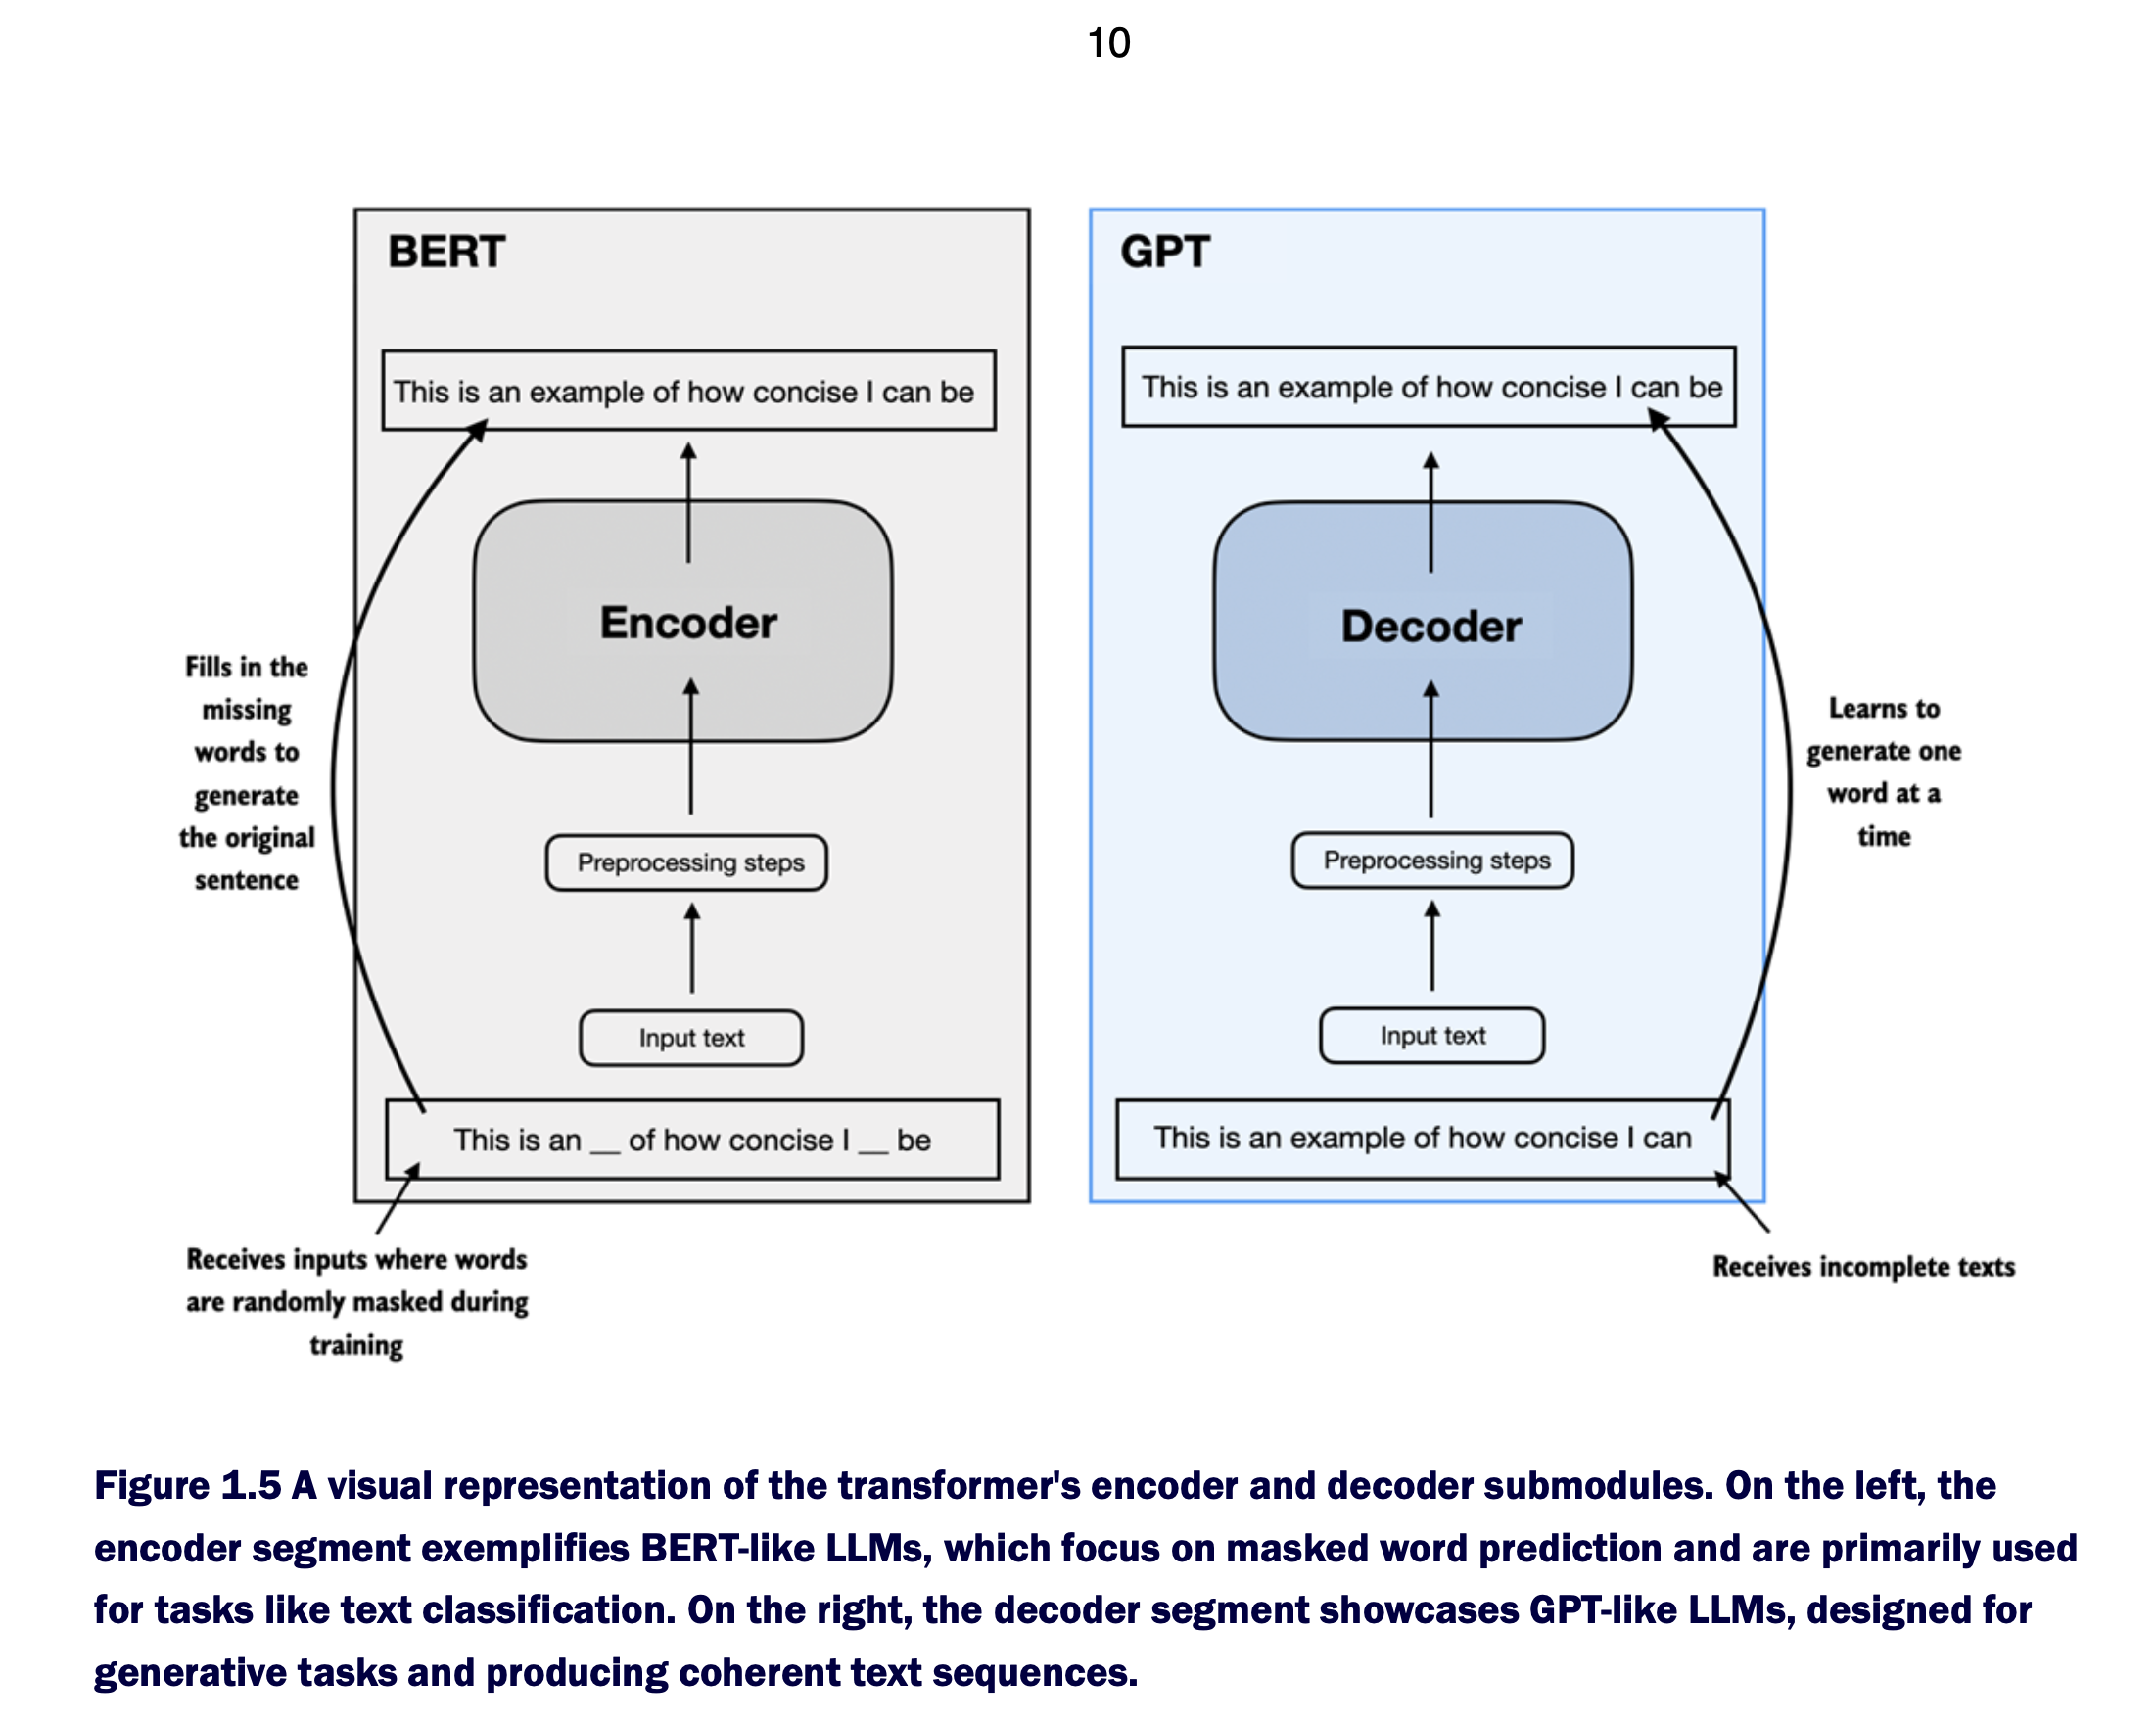 10
BERT
This is an example of how concise I can be
Encoder
Fills in the
missing
words to
generate
the original
sentence
Preprocessing steps
Input text
This is an __ of how concise I __ be
Receives inputs where words
are randomly masked during
training
GPT
This is an example of how concise I can be
Decoder
Learns to
generate one
word at a
time
Preprocessing steps
Input text
This is an example of how concise I can
Receives incomplete texts
Figure 1.5 A visual representation of the transformer's encoder and decoder submodules. On the left, the
encoder segment exemplifies BERT-like LLMs, which focus on masked word prediction and are primarily used
for tasks like text classification. On the right, the decoder segment showcases GPT-like LLMs, designed for
generative tasks and producing coherent text sequences.